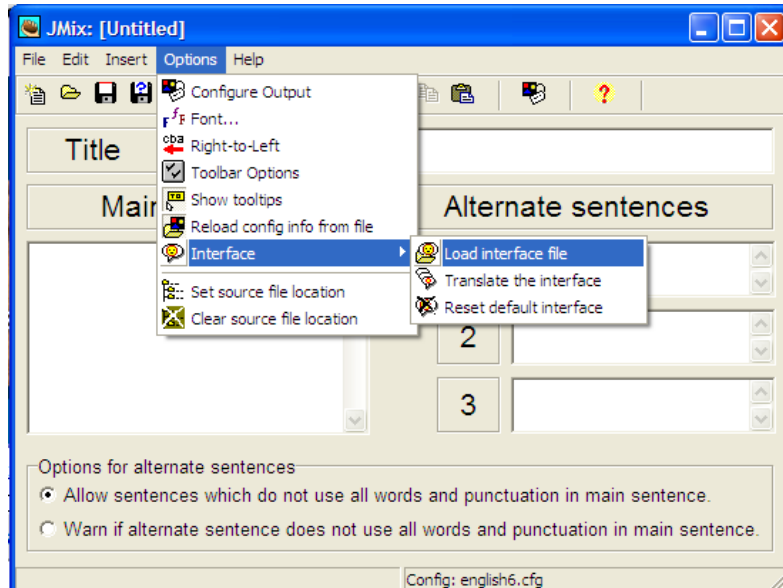 JMix: [Untitled]
File Edit Insert Options Help
Configure Output
Font...
Right-to-Left
Toolbar Options
Show tooltips
Reload config info from file
Interface
Set source file location
Clear source file location
Load interface file
Translate the interface
Reset default interface
Title
Main
Alternate sentences
2
3
Options for alternate sentences
Allow sentences which do not use all words and punctuation in main sentence.
Warn if alternate sentence does not use all words and punctuation in main sentence.
Config: english6.cfg